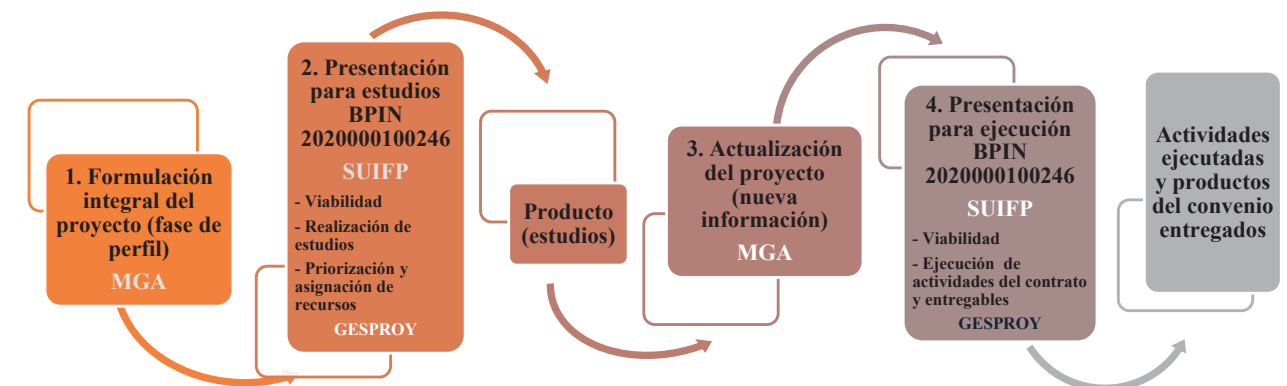 1. Formulación
integral del
proyecto (fase de
perfil)
MGA
2. Presentación
para estudios
BPIN
2020000100246
SUIFP
- Viabilidad
- Realización de
estudios
- Priorización y
asignación de
recursos
GESPROY
Producto
(estudios)
3. Actualización
del proyecto
(nueva
información)
MGA
4. Presentación
para ejecución
BPIN
2020000100246
SUIFP
- Viabilidad
- Ejecución de
actividades del contrato
y entregables
GESPROY
Actividades
ejecutadas
y productos
del convenio
entregados